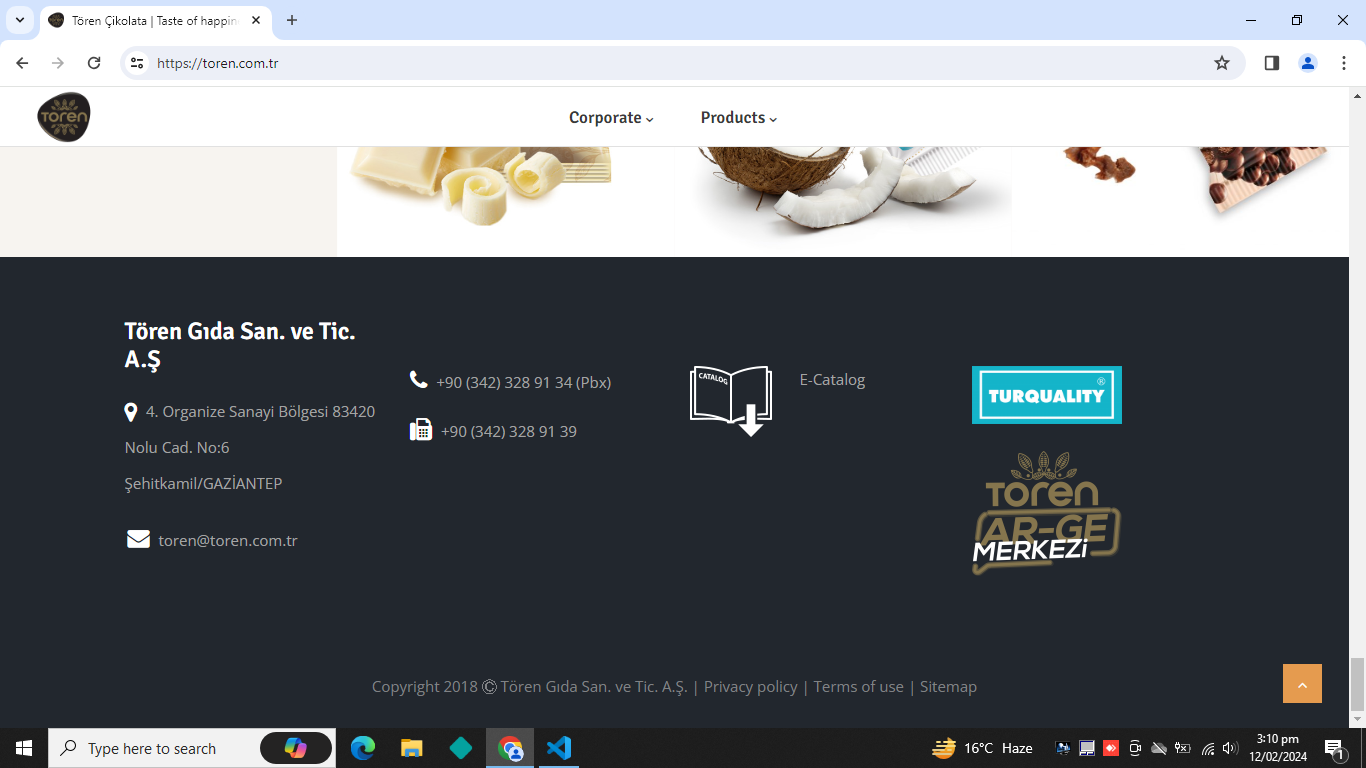 Tören Çikolata | Taste of happin
https://toren.com.tr
Toren
Corporate
Products
Tören Gıda San. ve Tic.
A.Ş
4. Organize Sanayi Bölgesi 83420
Nolu Cad. No:6
Şehitkamil/GAZİANTEP
toren@toren.com.tr
+90 (342) 328 91 34 (Pbx)
+90 (342) 328 91 39
CATALOG
E-Catalog
TURQUALITY®
Toren
AR-GE
MERKEZi
Copyright 2018 © Tören Gıda San. ve Tic. A.Ş. | Privacy policy | Terms of use | Sitemap
Type here to search
16°C Haze
3:10 pm
12/02/2024
1